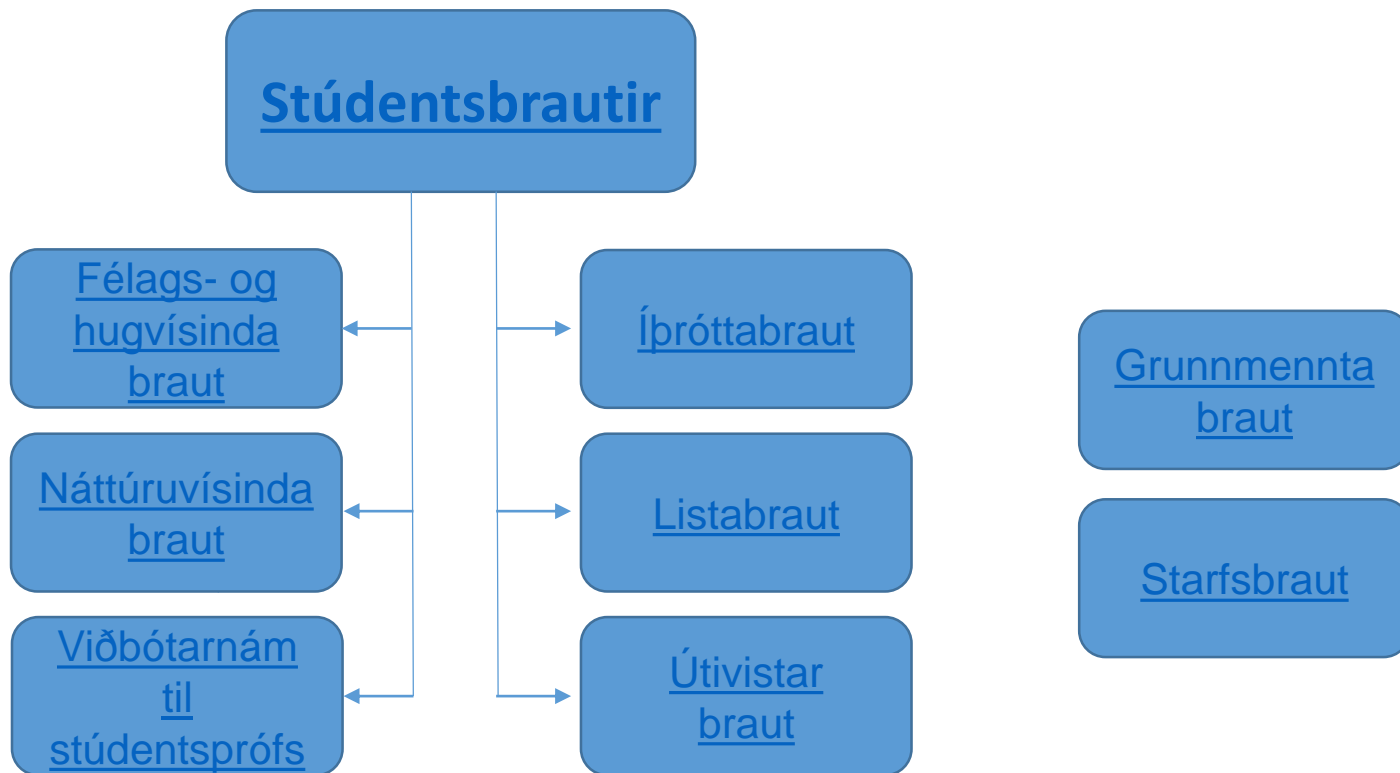 Stúdentsbrautir
Félags- og
hugvísinda
braut
Íþróttabraut
Grunnmennta
braut
Náttúruvísinda
braut
Listabraut
Starfsbraut
Viðbótarnám
til
stúdentsprófs
Útivistar
braut